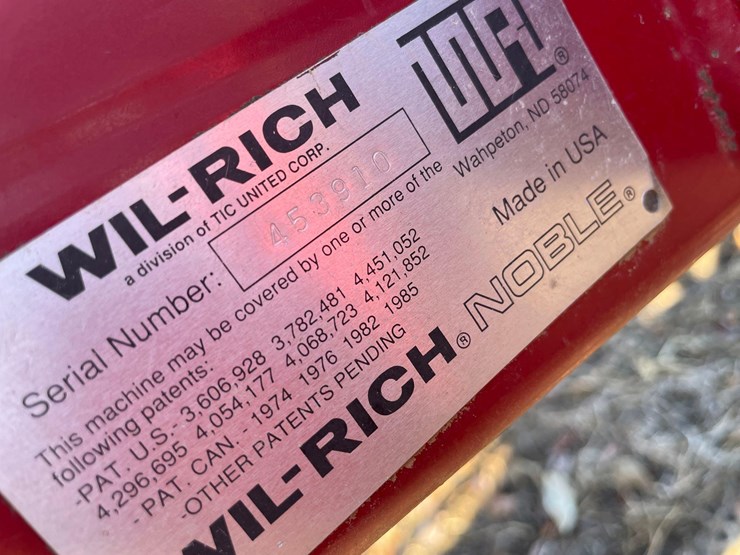 WIL-RICH
a division of TIC UNITED CORP.
WR®
Wahpeton, ND 58074
Serial Number: 453910
Made in USA
This machine may be covered by one or more of the
following patents:
-PAT. U.S.- 3,606,928 3,782,481 4,451,052
4,296,695 4,054,177 4,068,723 4,121,852
- PAT. CAN. - 1974 1976 1982 1985
-OTHER PATENTS PENDING
WIL-RICH® NOBLE®